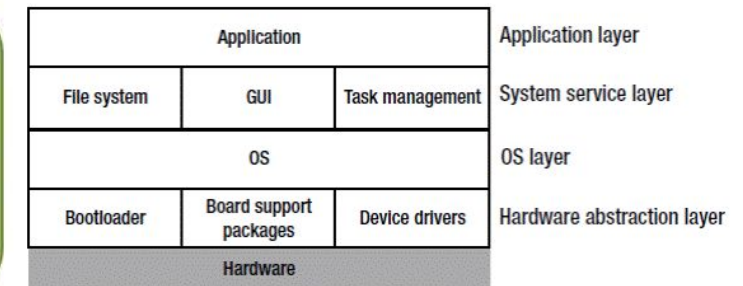 Application
Application layer
File system
GUI
Task management
System service layer
OS
OS layer
Bootloader
Board support
packages
Device drivers
Hardware abstraction layer
Hardware